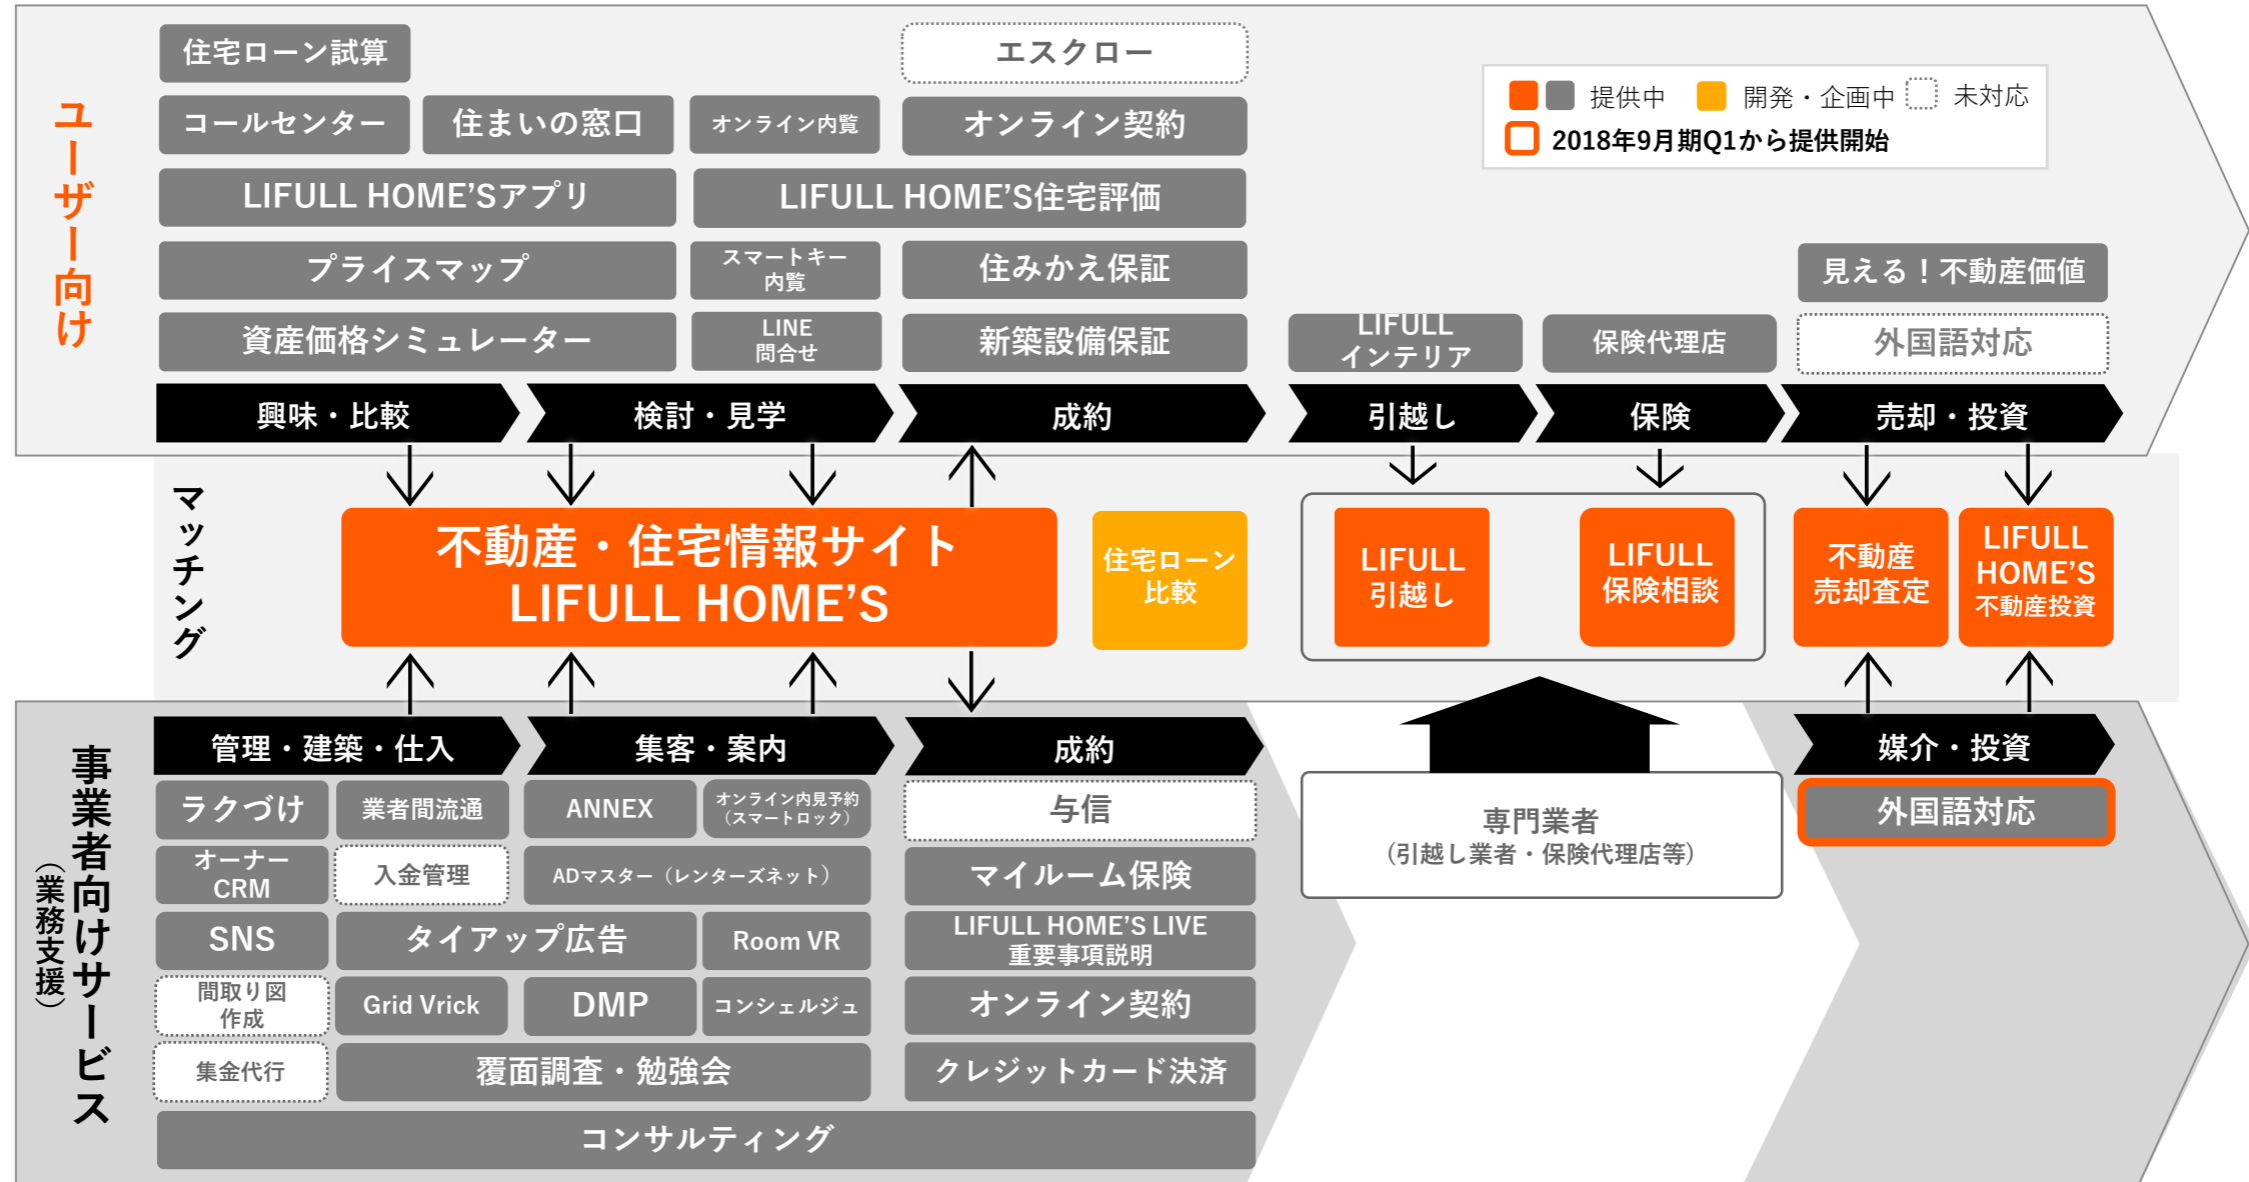 ユーザー向け
住宅ローン試算
エスクロー
コールセンター
住まいの窓口
オンライン内覧
オンライン契約
LIFULL HOME’Sアプリ
LIFULL HOME’S住宅評価
プライスマップ
スマートキー
内覧
住みかえ保証
資産価格シミュレーター
LINE
問合せ
新築設備保証
LIFULL
インテリア
保険代理店
見える！不動産価値
外国語対応
提供中
開発・企画中
未対応
2018年9月期Q1から提供開始
興味・比較
検討・見学
成約
引越し
保険
売却・投資
マッチング
不動産・住宅情報サイト
LIFULL HOME’S
住宅ローン
比較
LIFULL
引越し
LIFULL
保険相談
不動産
売却査定
LIFULL
HOME’S
不動産投資
事業者向けサービス
（業務支援）
管理・建築・仕入
集客・案内
成約
媒介・投資
ラクづけ
業者間流通
ANNEX
オンライン内見予約
（スマートロック）
与信
オーナー
CRM
入金管理
ADマスター（レンターズネット）
マイルーム保険
SNS
タイアップ広告
Room VR
LIFULL HOME’S LIVE
重要事項説明
間取り図
作成
Grid Vrick
DMP
コンシェルジュ
オンライン契約
集金代行
覆面調査・勉強会
クレジットカード決済
コンサルティング
専門業者
(引越し業者・保険代理店等)
外国語対応